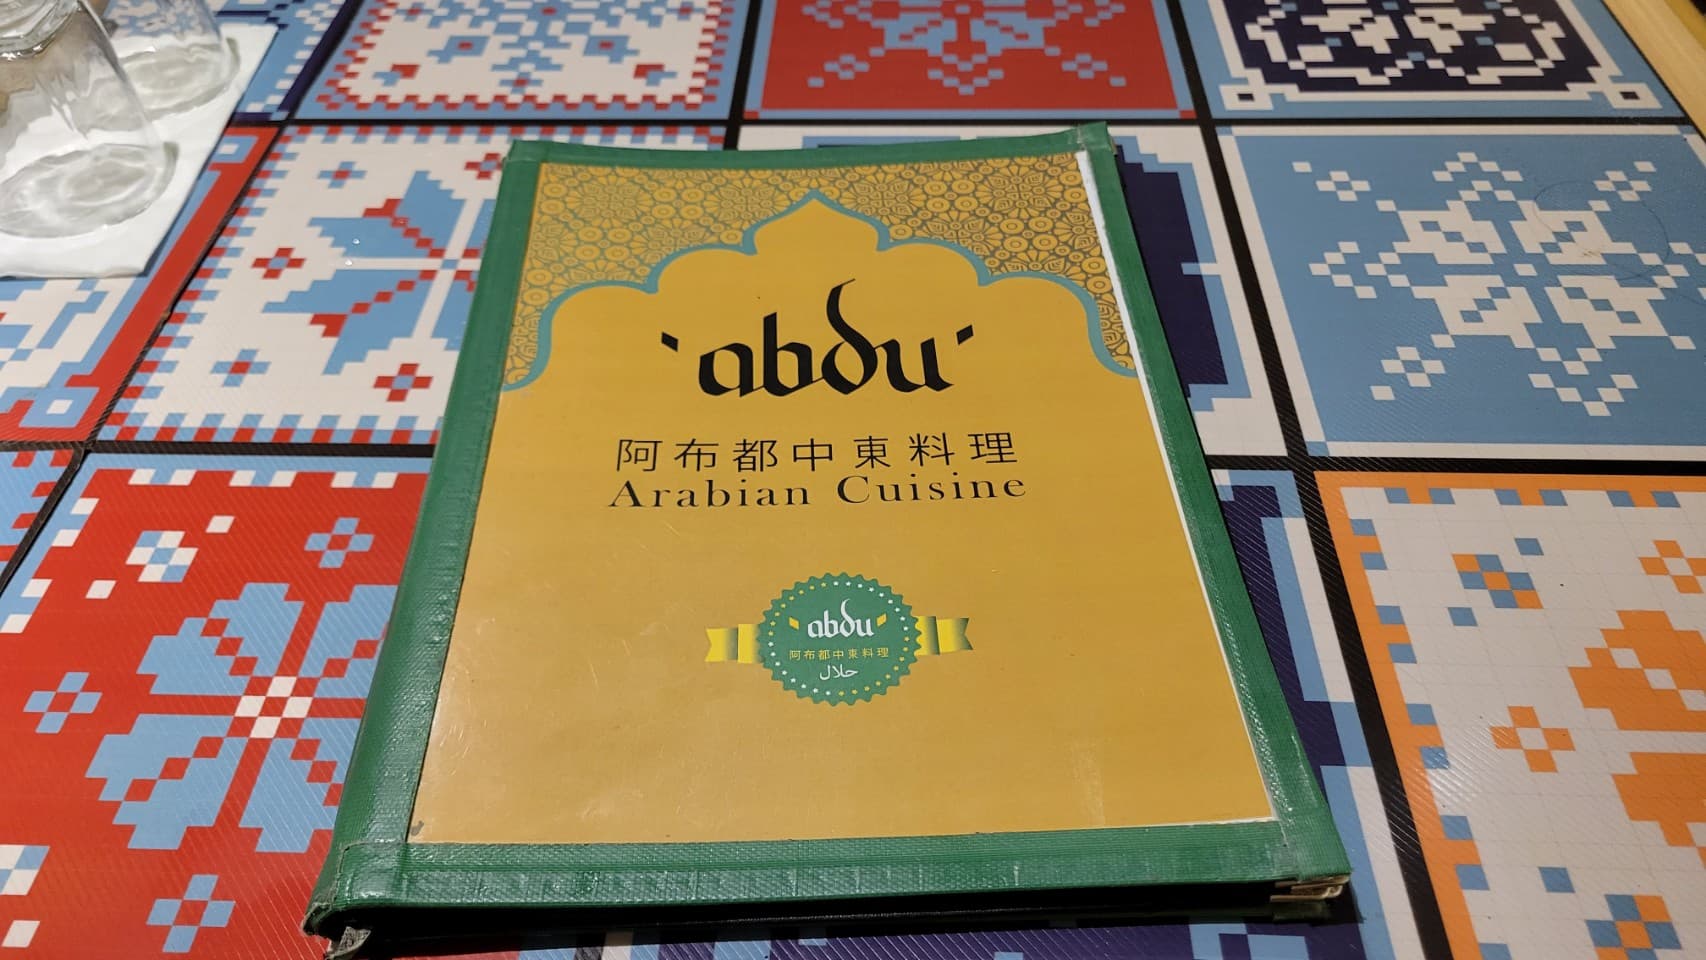 'abdu'
阿布都中東料理
Arabian Cuisine
'abdu'
阿布都中東料理
حلال